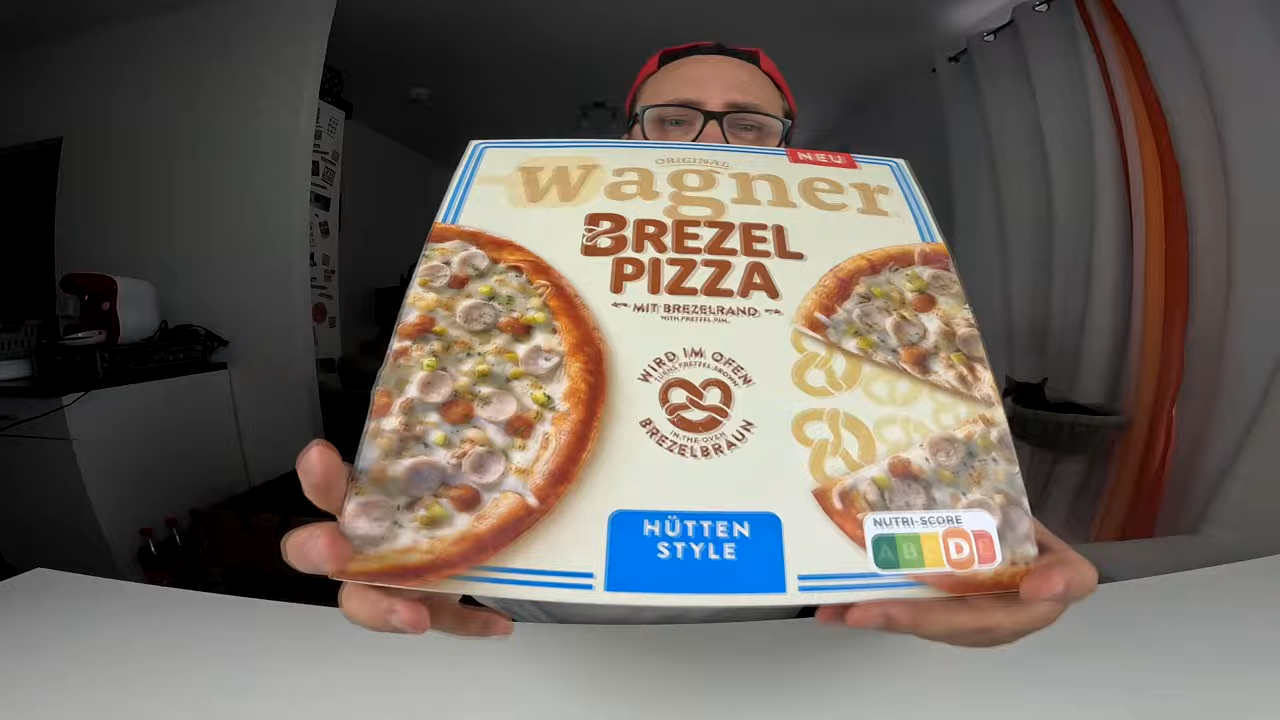 NEU
ORIGINAL
Wagner
BREZEL
PIZZA
MIT BREZELRAND
WITH PRETZEL RIM
WIRD IM OFEN
TURNS PRETZEL BROWN
IN THE OVEN
BREZELBRAUN
HÜTTEN
STYLE
NUTRI-SCORE
A B C D E